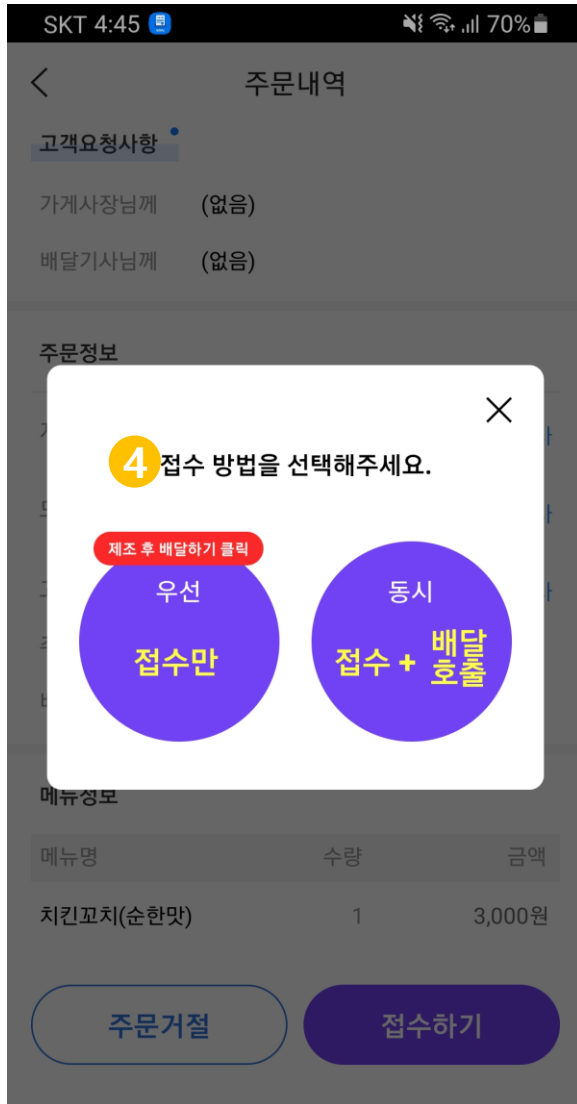 SKT 4:45 70%
주문내역
고객요청사항
가게사장님께 (없음)
배달기사님께 (없음)
주문정보
4 접수 방법을 선택해주세요.
제조 후 배달하기 클릭
우선
접수만
동시
접수 + 배달
호출
메뉴정보
메뉴명 수량 금액
치킨꼬치(순한맛) 1 3,000원
주문거절 접수하기